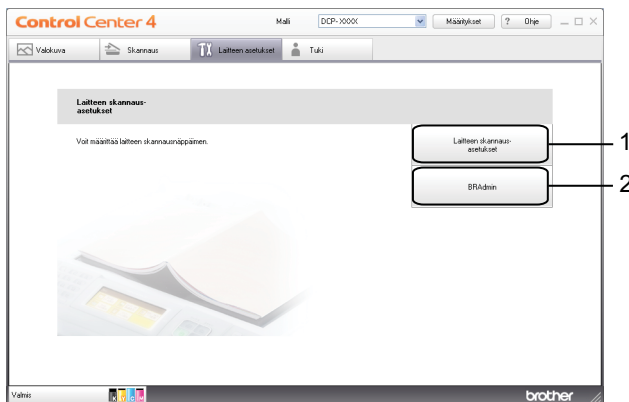 Control Center 4 Malli DCP-XXXX Määritykset ? Ohje
Valokuva Skannaus Laitteen asetukset Tuki
Laitteen skannaus-
asetukset
Voit määrittää laitteen skannausnäppäimen.
Laitteen skannaus-
asetukset
1
BRAdmin
2
Valmis K Y C M brother